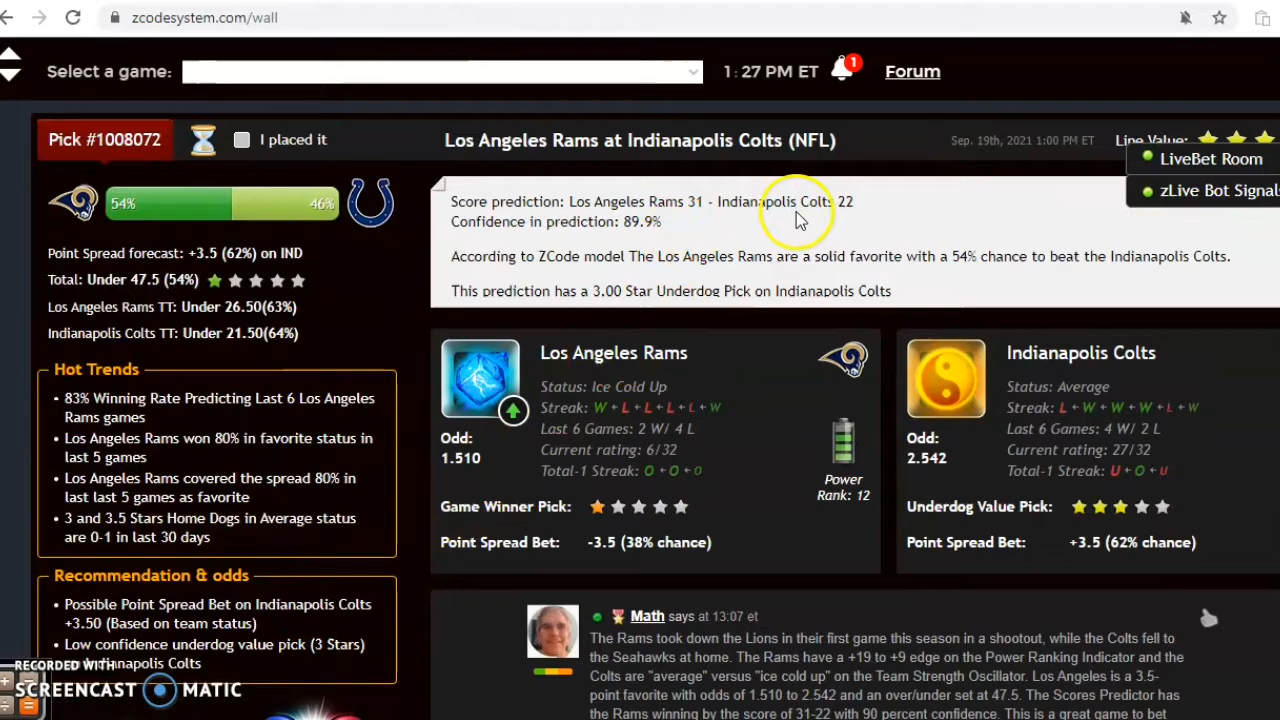 zcodesystem.com/wall
Select a game:
1:27 PM ET
1
Forum
Pick #1008072
I placed it
Los Angeles Rams at Indianapolis Colts (NFL)
Sep. 19th, 2021 1:00 PM ET
Line Value:
LiveBet Room
zLive Bot Signals
54%
46%
Point Spread forecast: +3.5 (62%) on IND
Total: Under 47.5 (54%)
Los Angeles Rams TT: Under 26.50(63%)
Indianapolis Colts TT: Under 21.50(64%)
Score prediction: Los Angeles Rams 31 - Indianapolis Colts 22
Confidence in prediction: 89.9%
According to ZCode model The Los Angeles Rams are a solid favorite with a 54% chance to beat the Indianapolis Colts.
This prediction has a 3.00 Star Underdog Pick on Indianapolis Colts
Hot Trends
• 83% Winning Rate Predicting Last 6 Los Angeles
Rams games
• Los Angeles Rams won 80% in favorite status in
last 5 games
• Los Angeles Rams covered the spread 80% in
last last 5 games as favorite
• 3 and 3.5 Stars Home Dogs in Average status
are 0-1 in last 30 days
Recommendation & odds
• Possible Point Spread Bet on Indianapolis Colts
+3.50 (Based on team status)
• Low confidence underdog value pick (3 Stars)
Indianapolis Colts
RECORDED WITH
SCREENCAST MATIC
Los Angeles Rams
Status: Ice Cold Up
Streak: W ← L ← L ← L ← L ← W
Last 6 Games: 2 W/ 4 L
Current rating: 6/32
Total-1 Streak: O ← O ← O
Odd:
1.510
Power
Rank: 12
Game Winner Pick:
Point Spread Bet: -3.5 (38% chance)
Indianapolis Colts
Status: Average
Streak: L ← W ← W ← W ← L ← W
Last 6 Games: 4 W/ 2 L
Current rating: 27/32
Total-1 Streak: U ← O ← U
Odd:
2.542
Underdog Value Pick:
Point Spread Bet: +3.5 (62% chance)
Math says at 13:07 et
The Rams took down the Lions in their first game this season in a shootout, while the Colts fell to
the Seahawks at home. The Rams have a +19 to +9 edge on the Power Ranking Indicator and the
Colts are "average" versus "ice cold up" on the Team Strength Oscillator. Los Angeles is a 3.5-
point favorite with odds of 1.510 to 2.542 and an over/under set at 47.5. The Scores Predictor has
the Rams winning by the score of 31-22 with 90 percent confidence. This is a great game to bet